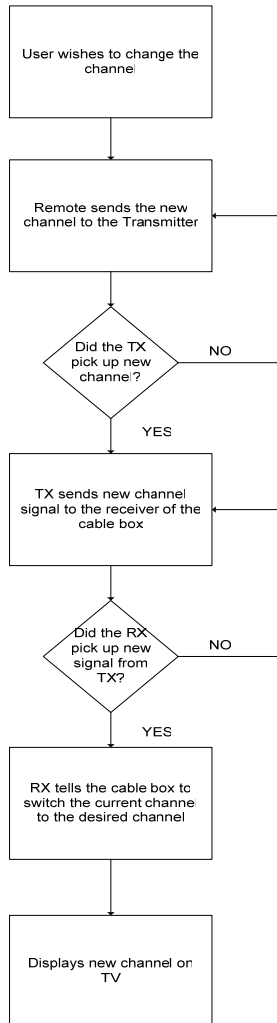 User wishes to change the
channel
Remote sends the new
channel to the Transmitter
Did the TX
pick up new
channel?
NO
YES
TX sends new channel
signal to the receiver of the
cable box
Did the RX
pick up new
signal from
TX?
NO
YES
RX tells the cable box to
switch the current channel
to the desired channel
Displays new channel on
TV